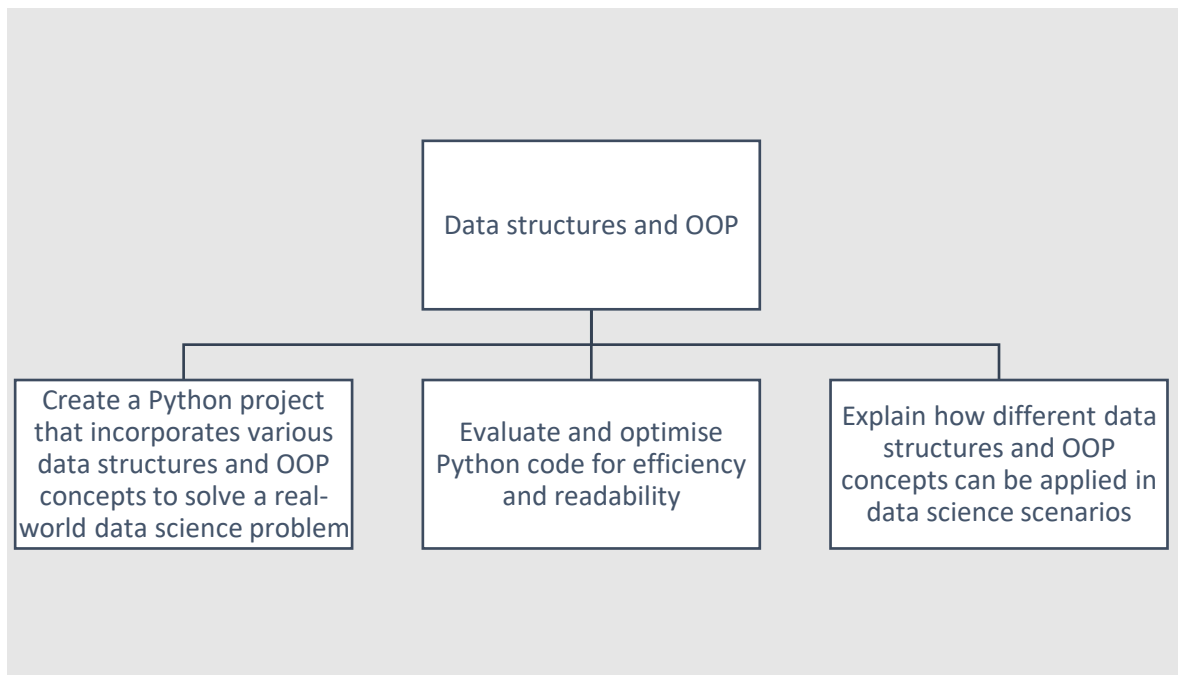 Data structures and OOP
Create a Python project
that incorporates various
data structures and OOP
concepts to solve a real-
world data science problem
Evaluate and optimise
Python code for efficiency
and readability
Explain how different data
structures and OOP
concepts can be applied in
data science scenarios